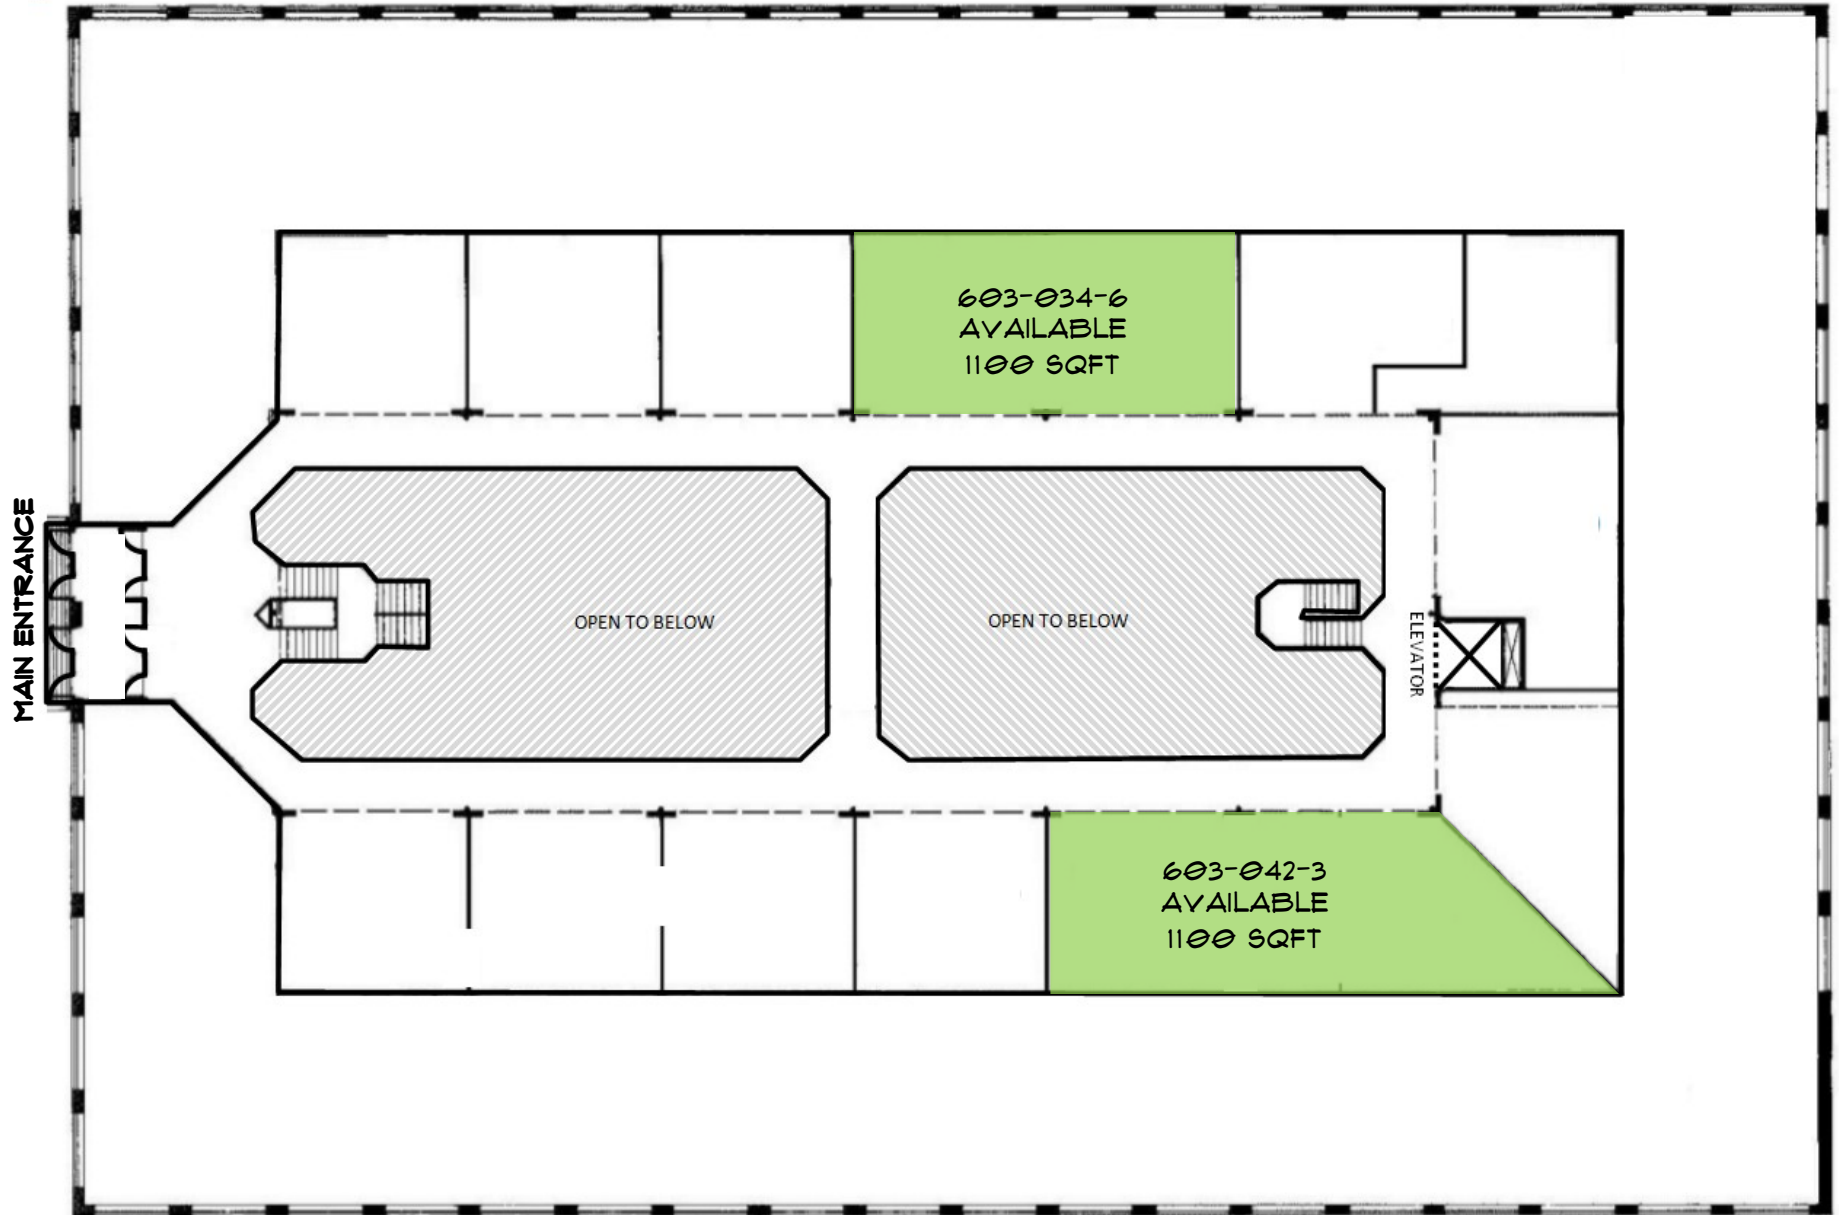 603-034-6
AVAILABLE
1100 SQFT
MAIN ENTRANCE
OPEN TO BELOW
OPEN TO BELOW
ELEVATOR
603-042-3
AVAILABLE
1100 SQFT